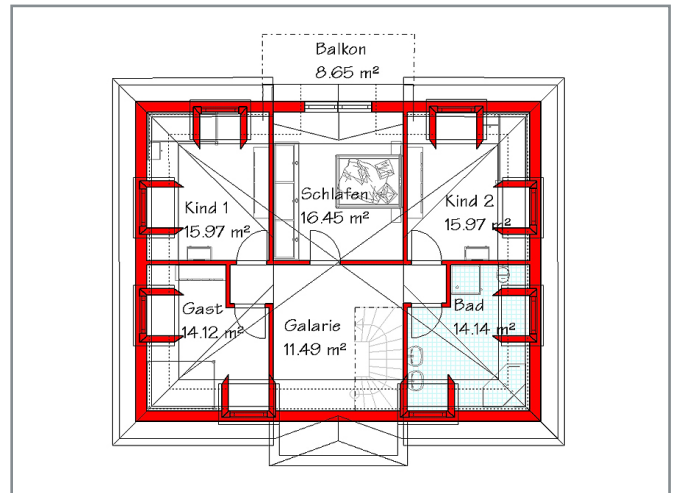 Balkon
8.65 m²
Schlafen
16.45 m²
Kind 1
15.97 m²
Kind 2
15.97 m²
Gast
14.12 m²
Galarie
11.49 m²
Bad
14.14 m²